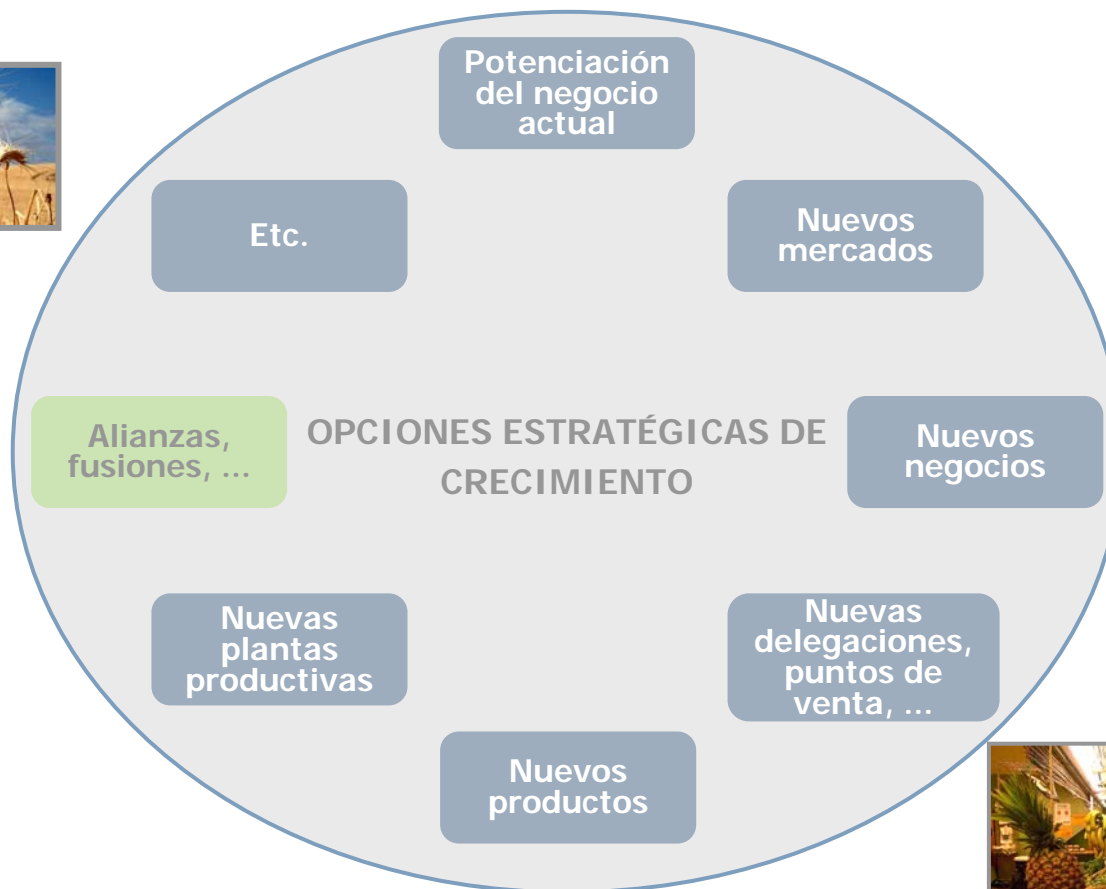 Potenciación
del negocio
actual
Etc.
Nuevos
mercados
Alianzas,
fusiones, ...
OPCIONES ESTRATÉGICAS DE
CRECIMIENTO
Nuevos
negocios
Nuevas
plantas
productivas
Nuevas
delegaciones,
puntos de
venta, ...
Nuevos
productos